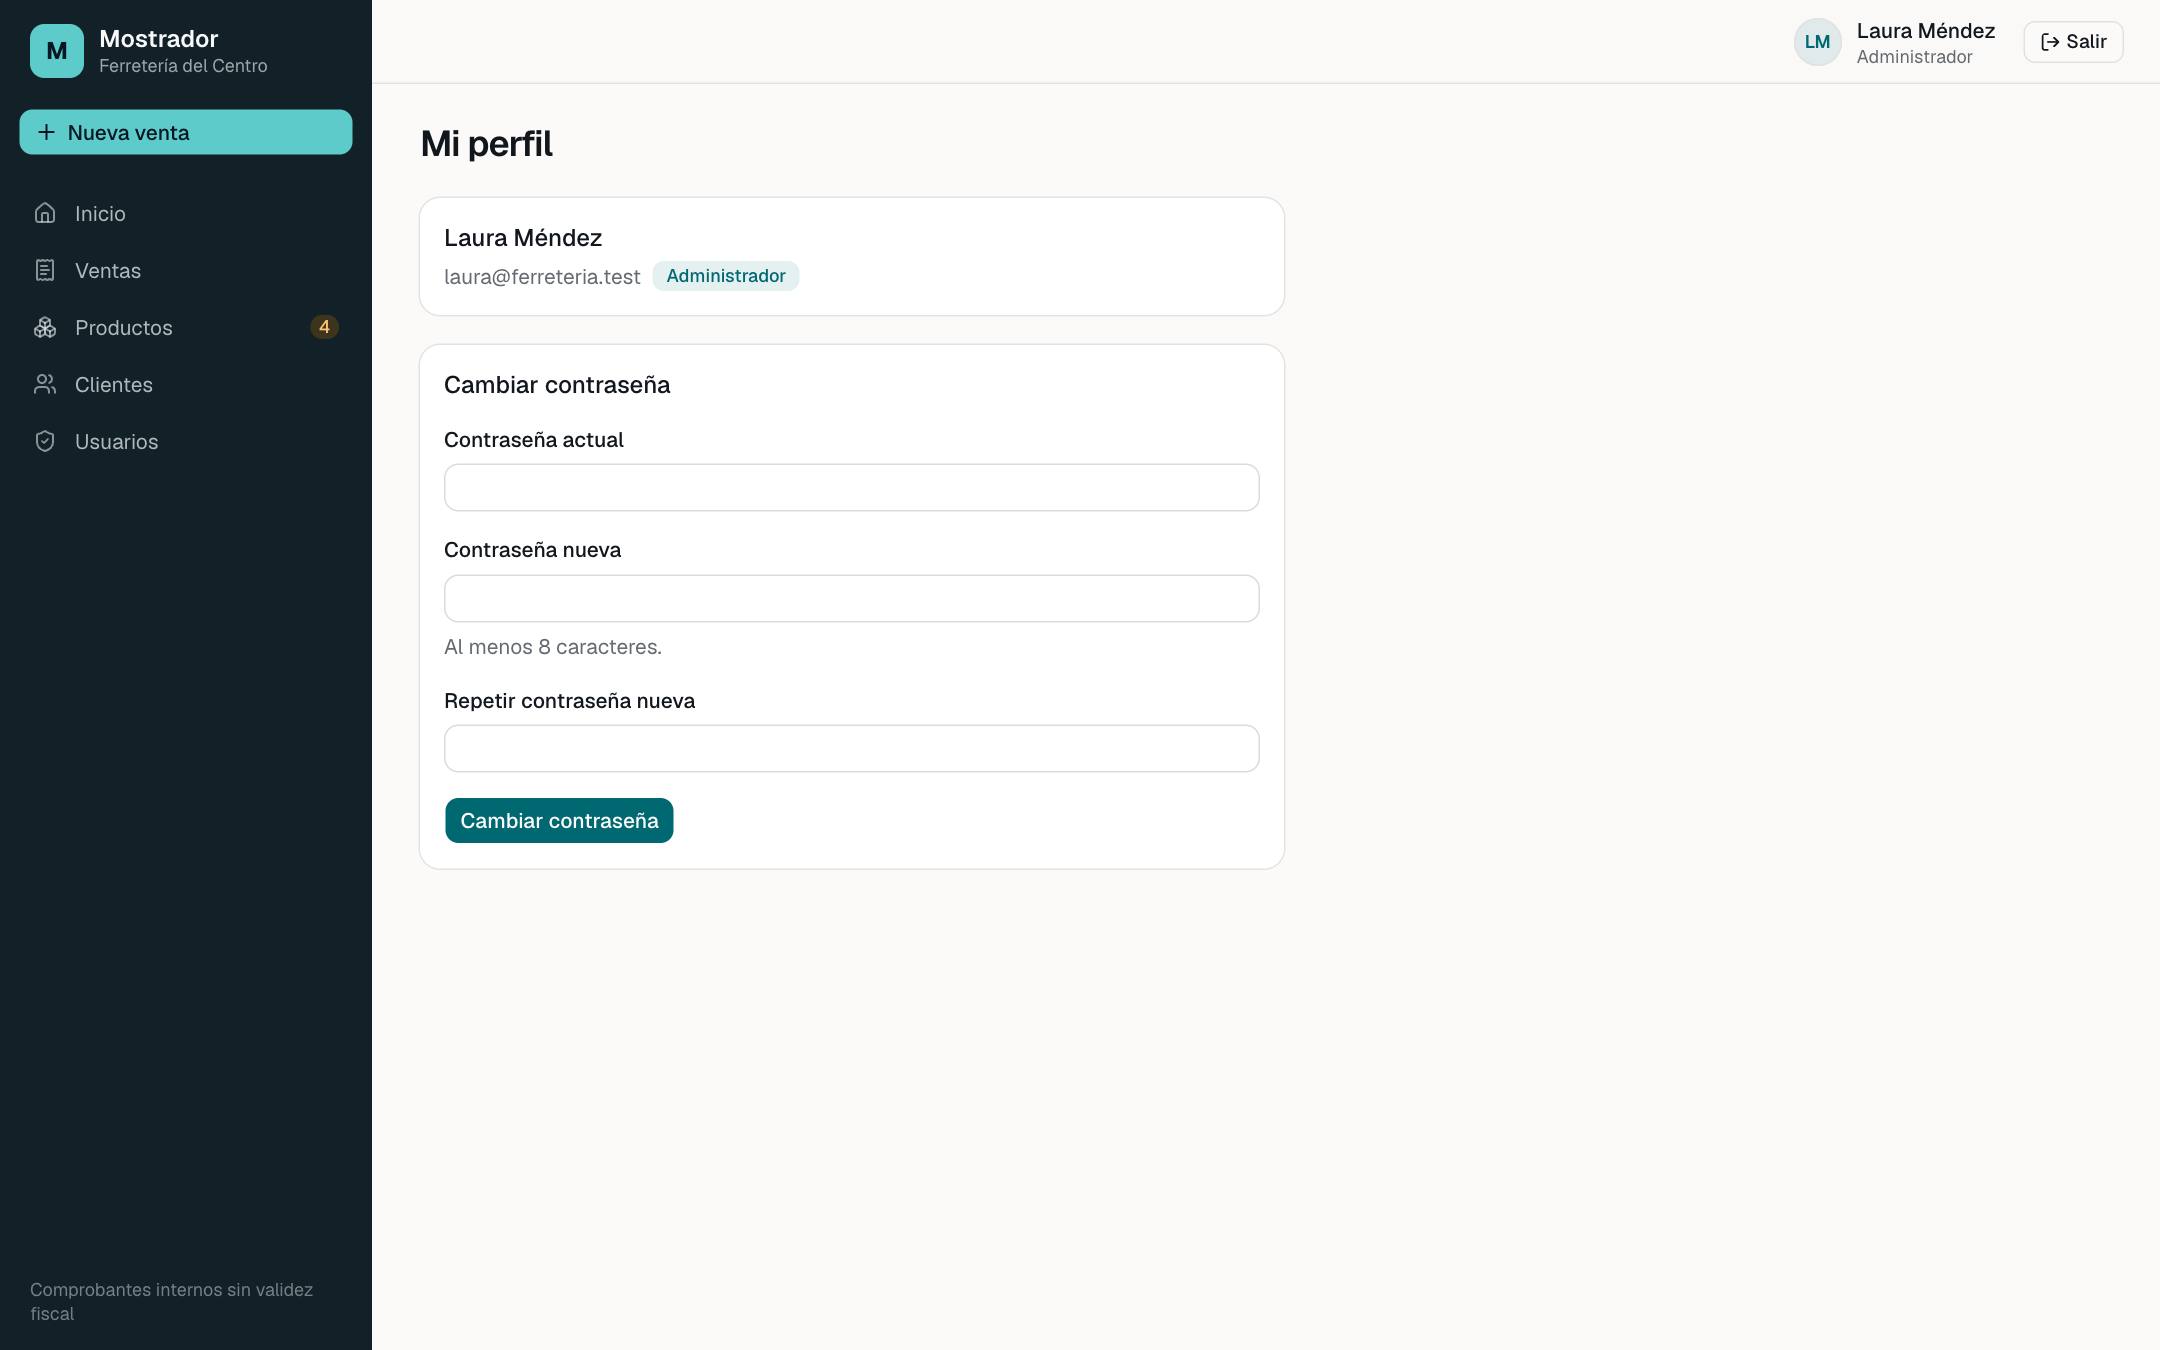 M
Mostrador
Ferretería del Centro
Nueva venta
Inicio
Ventas
Productos
4
Clientes
Usuarios
Comprobantes internos sin validez
fiscal
LM
Laura Méndez
Administrador
Salir
Mi perfil
Laura Méndez
laura@ferreteria.test Administrador
Cambiar contraseña
Contraseña actual
Contraseña nueva
Al menos 8 caracteres.
Repetir contraseña nueva
Cambiar contraseña